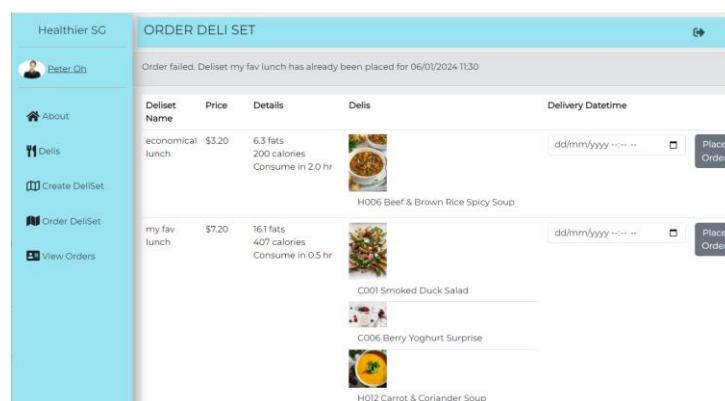 Healthier SG
ORDER DELI SET
Peter Oh
Order failed. Deliset my fav lunch has already been placed for 06/01/2024 11:30
About
Delis
Create DeliSet
Order DeliSet
View Orders
Deliset Name
Price
Details
Delis
Delivery Datetime
economical lunch
$3.20
6.3 fats
200 calories
Consume in 2.0 hr
H006 Beef & Brown Rice Spicy Soup
dd/mm/yyyy --:-- --
Place Order
my fav lunch
$7.20
16.1 fats
407 calories
Consume in 0.5 hr
C001 Smoked Duck Salad
C006 Berry Yoghurt Surprise
H012 Carrot & Coriander Soup
dd/mm/yyyy --:-- --
Place Order